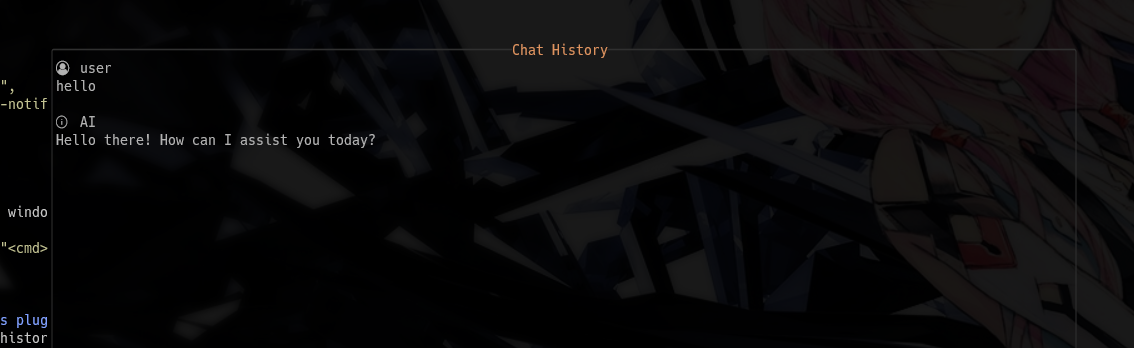 Chat History
user
hello
",
-notif
AI
Hello there! How can I assist you today?
windo
"<cmd>
s plug
histor